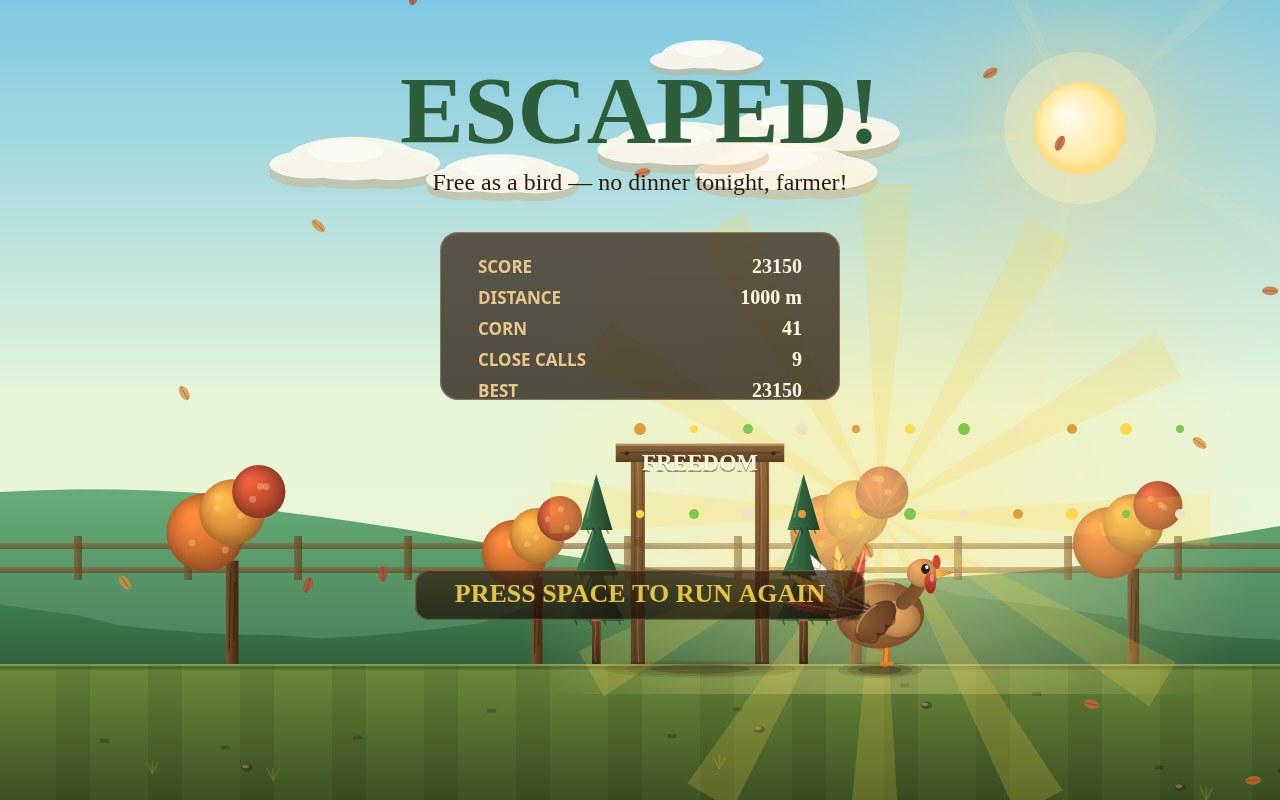 ESCAPED!
Free as a bird — no dinner tonight, farmer!
SCORE 23150
DISTANCE 1000 m
CORN 41
CLOSE CALLS 9
BEST 23150
FREEDOM
PRESS SPACE TO RUN AGAIN